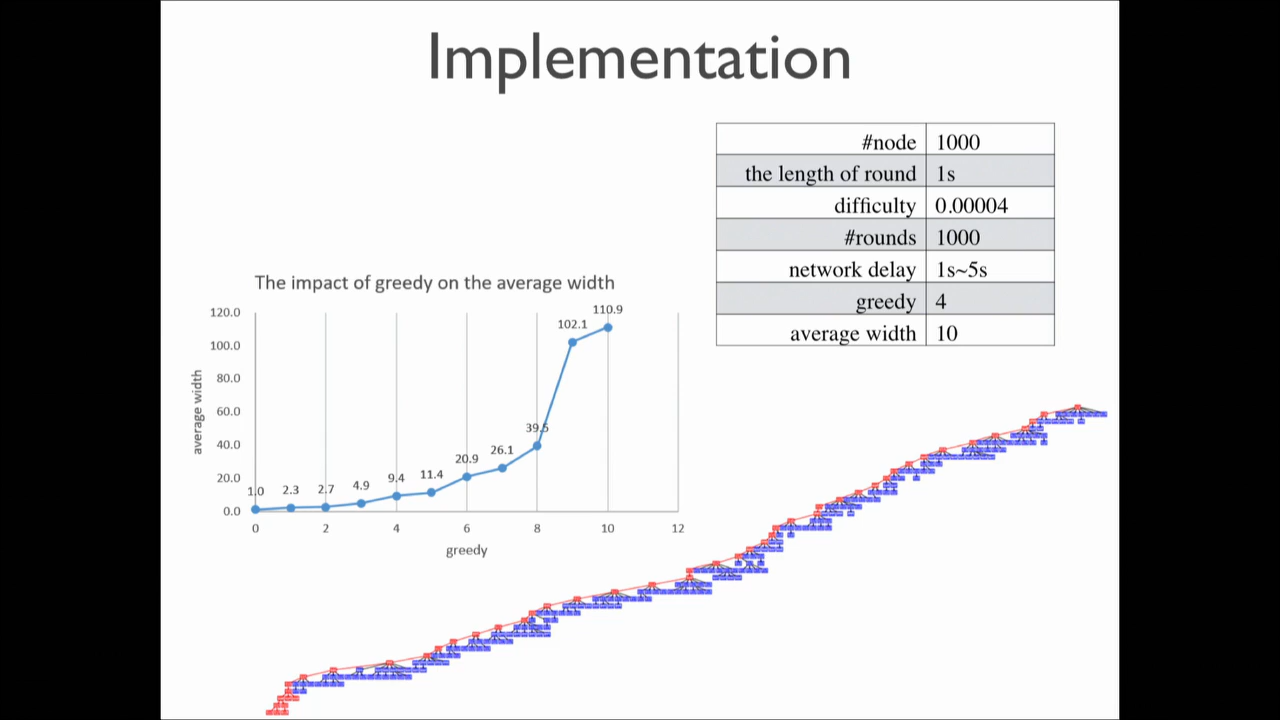 Implementation
#node 1000
the length of round 1s
difficulty 0.00004
#rounds 1000
network delay 1s~5s
greedy 4
average width 10
The impact of greedy on the average width
120.0
100.0
80.0
60.0
40.0
20.0
0.0
average width
1.0 2.3 2.7 4.9 9.4 11.4 20.9 26.1 39.5 102.1 110.9
0 2 4 6 8 10 12
greedy